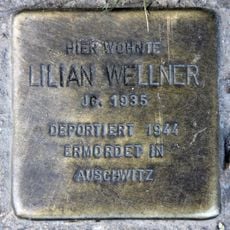 HIER WOHNTE
LILIAN WELLNER
JG. 1935
DEPORTIERT 1944
ERMORDET IN
AUSCHWITZ